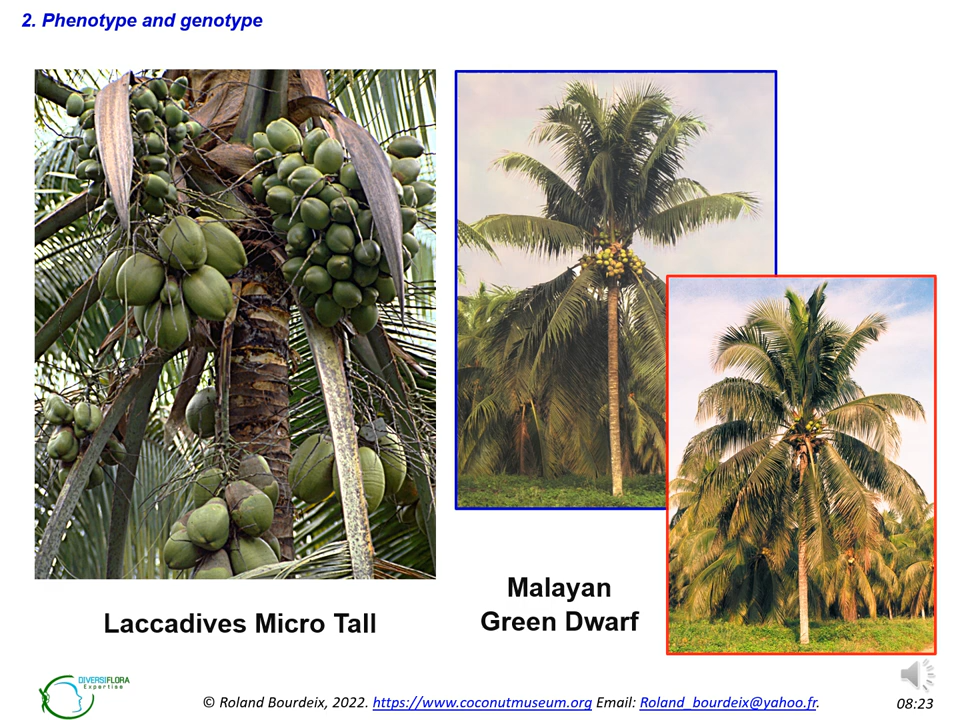 2. Phenotype and genotype
Laccadives Micro Tall
Malayan
Green Dwarf
DIVERSIFLORA
Expertise
© Roland Bourdeix, 2022. https://www.coconutmuseum.org Email: Roland_bourdeix@yahoo.fr.
08:23